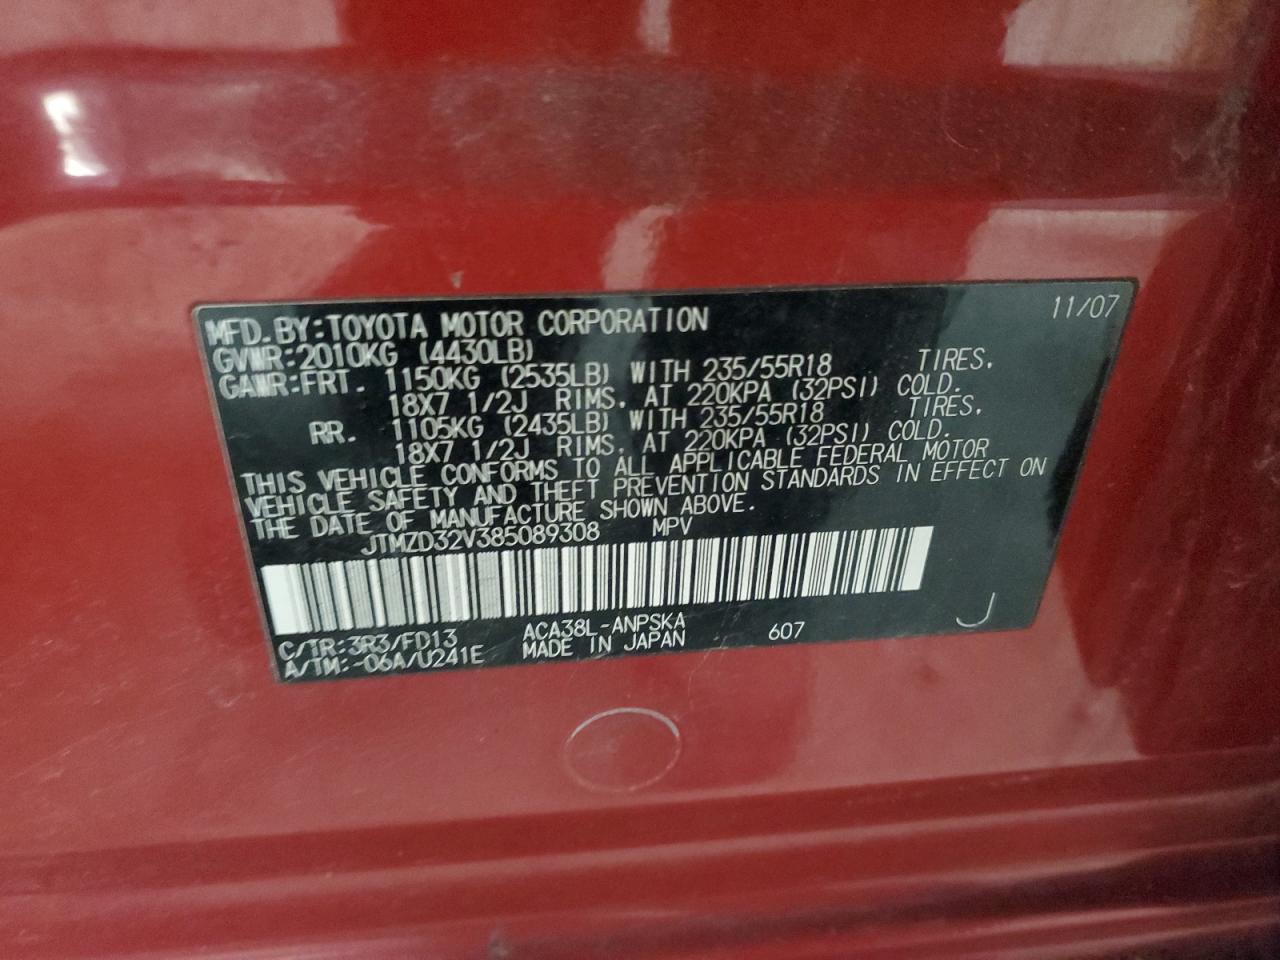 11/07
MFD. BY: TOYOTA MOTOR CORPORATION
GVWR: 2010KG (4430LB)
GAWR: FRT. 1150KG (2535LB) WITH 235/55R18 TIRES.
18X7 1/2J RIMS. AT 220KPA (32PSI) COLD.
RR. 1105KG (2435LB) WITH 235/55R18 TIRES,
18X7 1/2J RIMS. AT 220KPA (32PSI) COLD.
THIS VEHICLE CONFORMS TO ALL APPLICABLE FEDERAL MOTOR
VEHICLE SAFETY AND THEFT PREVENTION STANDARDS IN EFFECT ON
THE DATE OF MANUFACTURE SHOWN ABOVE.
JTMZD32V385089308 MPV
C/TR: 3R3/FD13 ACA38L-ANPSKA 607 J
A/TM: -06A/U241E MADE IN JAPAN